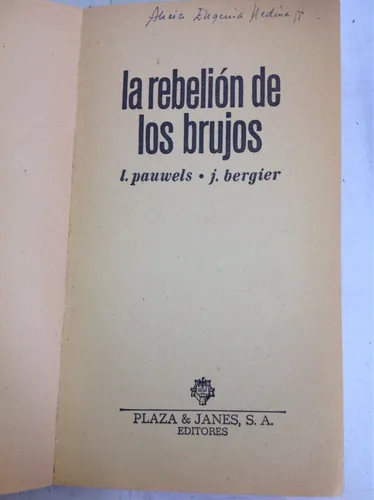 Alicia Eugenia Medina
la rebelión de
los brujos
l. pauwels • j. bergier
PLAZA & JANES, S. A.
EDITORES